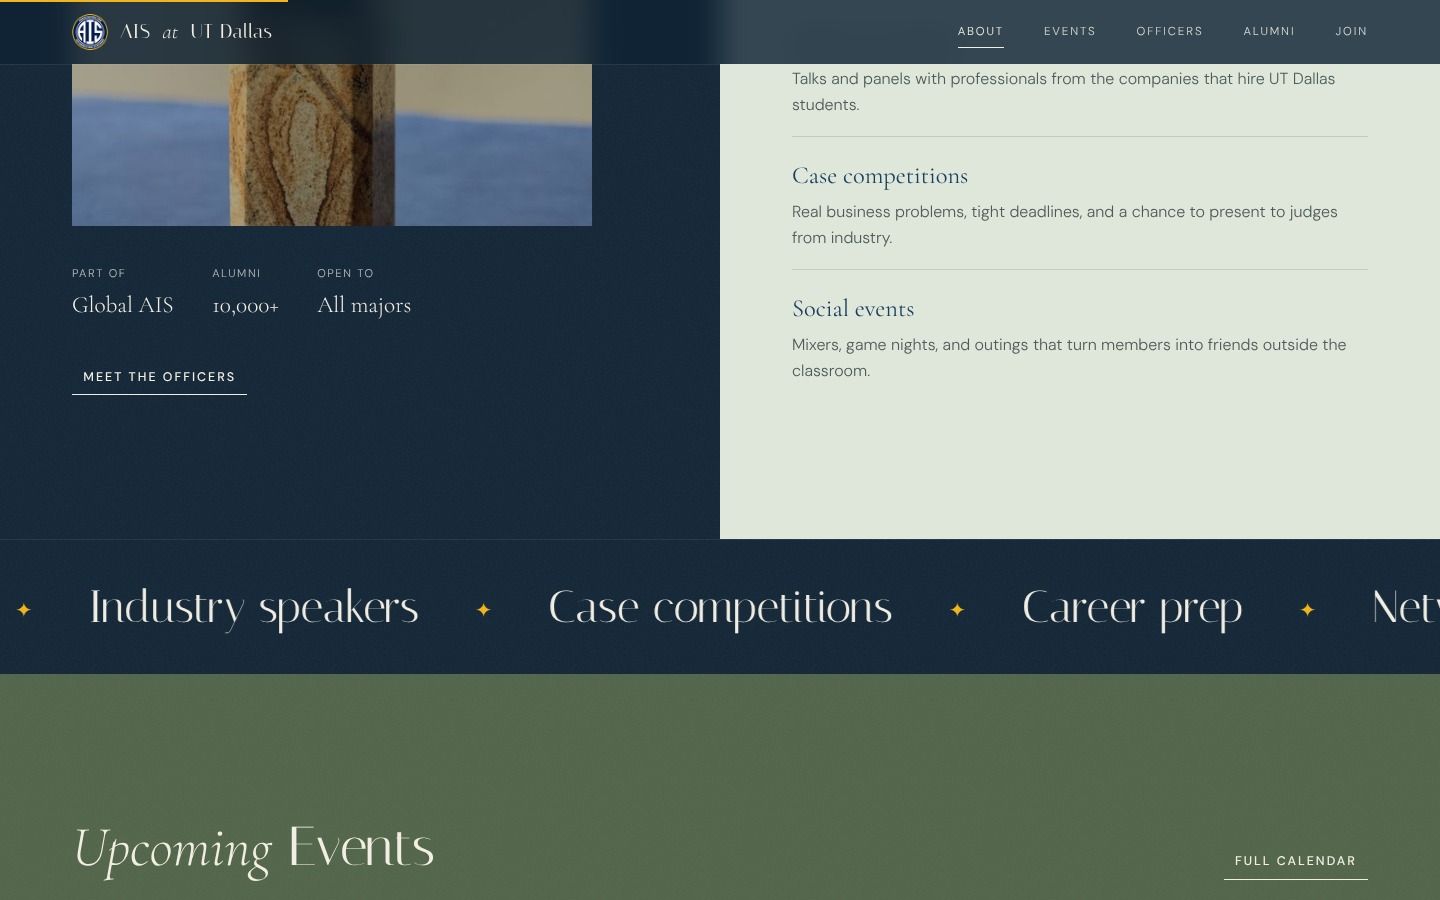 AIS at UT Dallas
ABOUT EVENTS OFFICERS ALUMNI JOIN
Talks and panels with professionals from the companies that hire UT Dallas
students.
Case competitions
Real business problems, tight deadlines, and a chance to present to judges
from industry.
Social events
Mixers, game nights, and outings that turn members into friends outside the
classroom.
PART OF
Global AIS
ALUMNI
10,000+
OPEN TO
All majors
MEET THE OFFICERS
✦ Industry speakers ✦ Case competitions ✦ Career prep ✦ Net
Upcoming Events
FULL CALENDAR